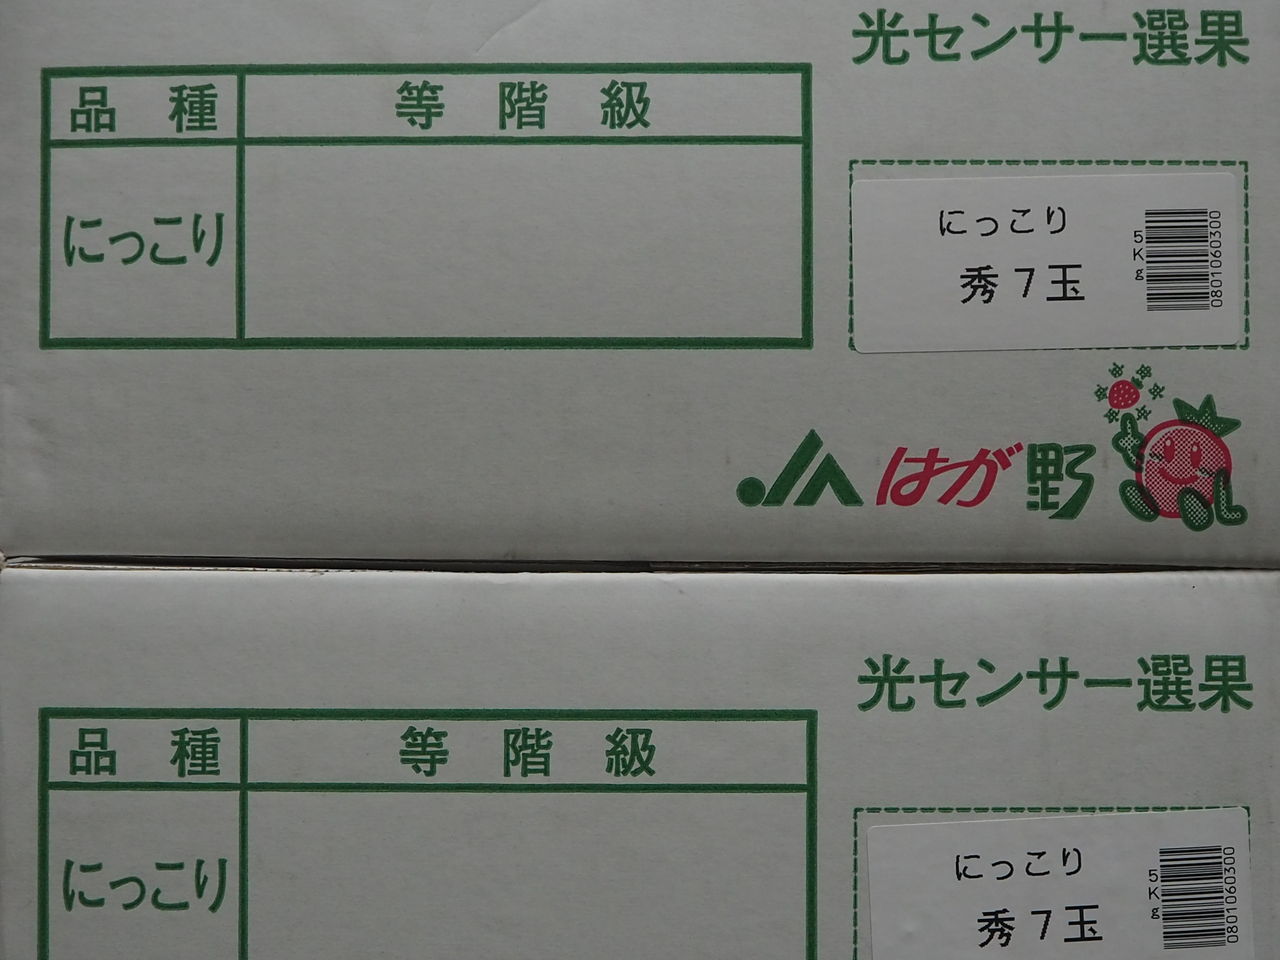 光センサー選果
品種 等階級
にっこり
にっこり
秀7玉
5Kg
0801060300
JAはが野
光センサー選果
品種 等階級
にっこり
にっこり
秀7玉
5Kg
0801060300